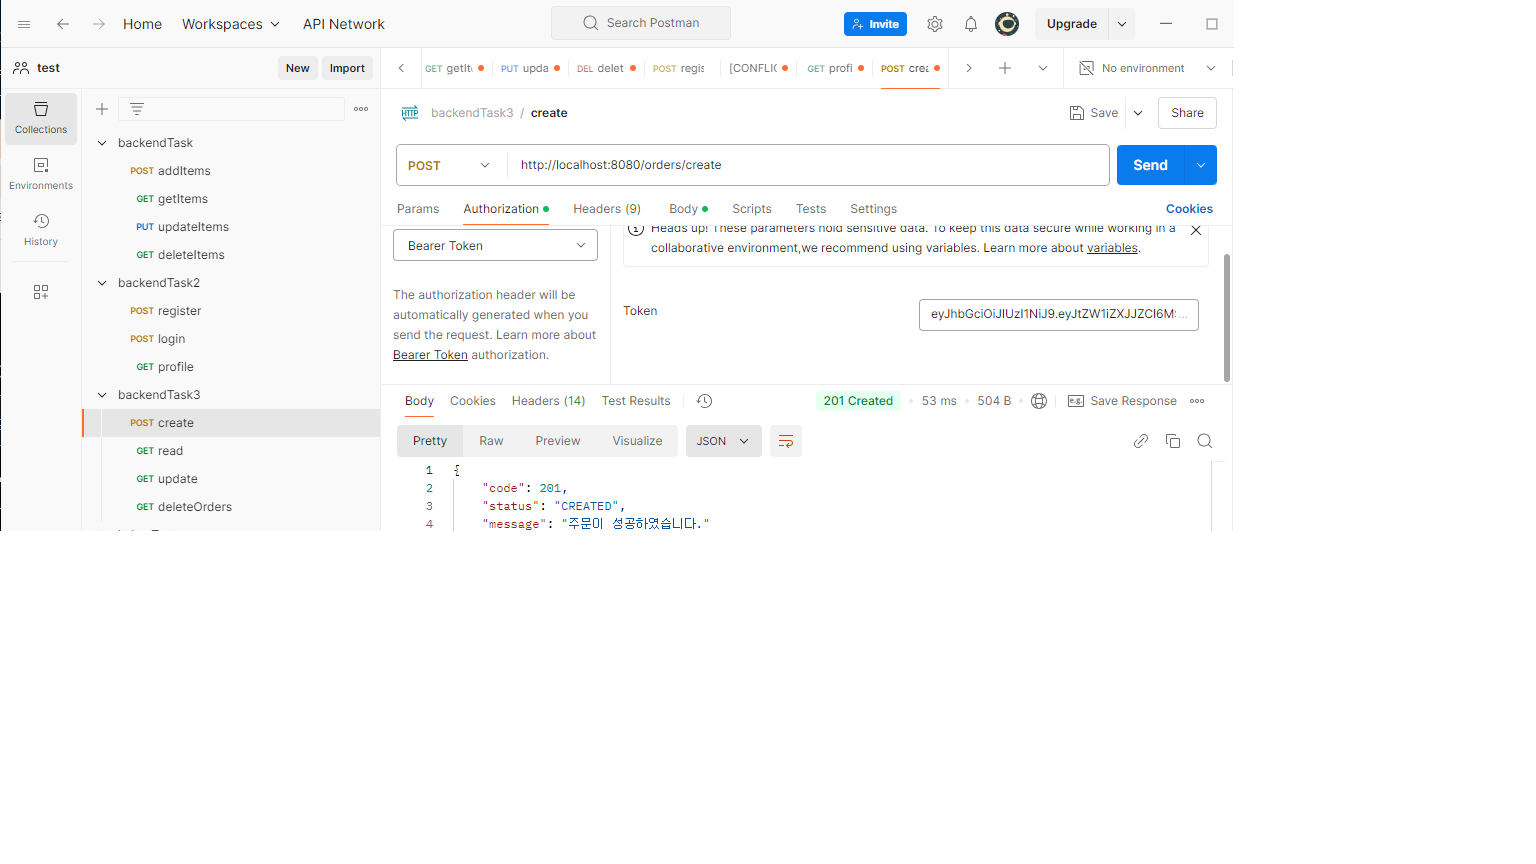 Home Workspaces API Network Search Postman Invite Upgrade
test New Import
GET getIt PUT upda DEL delet POST regis [CONFLIC GET profi POST crea No environment
Collections
Environments
History
backendTask
POST addItems
GET getItems
PUT updateItems
GET deleteItems
backendTask2
POST register
POST login
GET profile
backendTask3
POST create
GET read
GET update
GET deleteOrders
HTTP backendTask3 / create Save Share
POST http://localhost:8080/orders/create Send
Params Authorization Headers (9) Body Scripts Tests Settings Cookies
Bearer Token
The authorization header will be
automatically generated when you
send the request. Learn more about
Bearer Token authorization.
Heads up! These parameters hold sensitive data. To keep this data secure while working in a
collaborative environment,we recommend using variables. Learn more about variables.
Token
Body Cookies Headers (14) Test Results 201 Created 53 ms 504 B e.g. Save Response
Pretty Raw Preview Visualize JSON
1 {
2 "code": 201,
3 "status": "CREATED",
4 "message": "주문이 성공하였습니다."